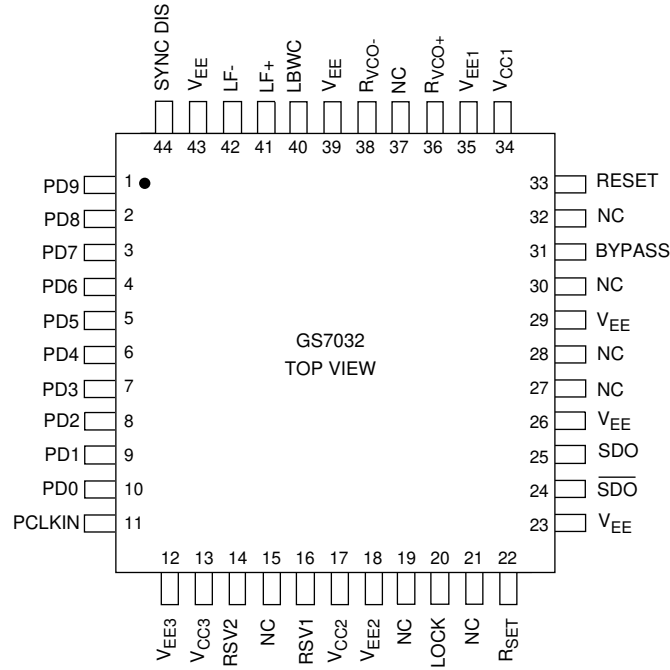 SYNC DIS
VEE
LF-
LF+
LBWC
VEE
RVCO-
NC
RVCO+
VEE1
VCC1
44 43 42 41 40 39 38 37 36 35 34
PD9 1
PD8 2
PD7 3
PD6 4
PD5 5
PD4 6
PD3 7
PD2 8
PD1 9
PD0 10
PCLKIN 11
GS7032
TOP VIEW
33 RESET
32 NC
31 BYPASS
30 NC
29 VEE
28 NC
27 NC
26 VEE
25 SDO
24 SDO
23 VEE
12 13 14 15 16 17 18 19 20 21 22
VEE3
VCC3
RSV2
NC
RSV1
VCC2
VEE2
NC
LOCK
NC
RSET